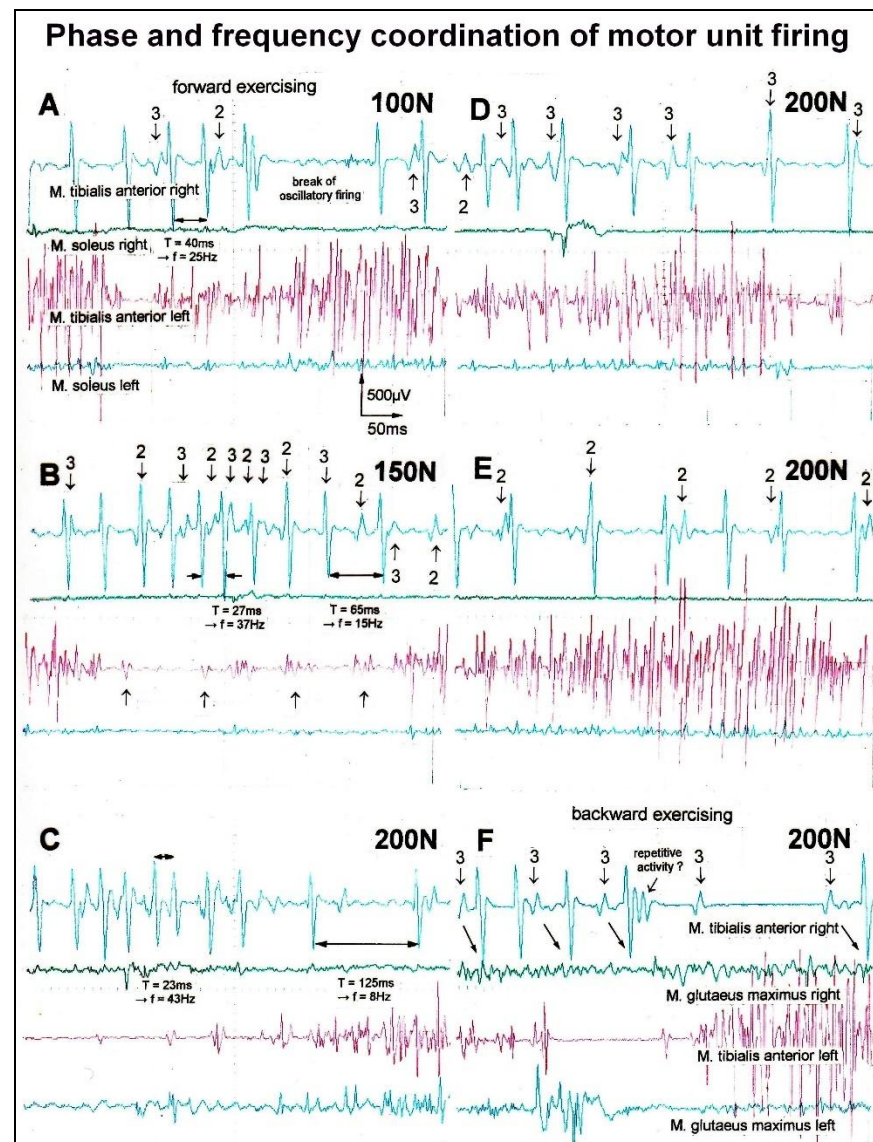 Phase and frequency coordination of motor unit firing
A
forward exercising
100N
3
2
M. tibialis anterior right
break of
oscillatory firing
3
M. soleus right
T = 40ms
→ f = 25Hz
M. tibialis anterior left
M. soleus left
500µV
50ms
D
200N
3
3
3
3
3
3
2
B
150N
3
2
3
2
3
2
3
2
3
2
3
2
T = 27ms
→ f = 37Hz
T = 65ms
→ f = 15Hz
E
200N
2
2
2
2
2
C
200N
T = 23ms
→ f = 43Hz
T = 125ms
→ f = 8Hz
backward exercising
F
200N
3
3
3
repetitive
activity ?
3
3
M. tibialis anterior right
M. glutaeus maximus right
M. tibialis anterior left
M. glutaeus maximus left